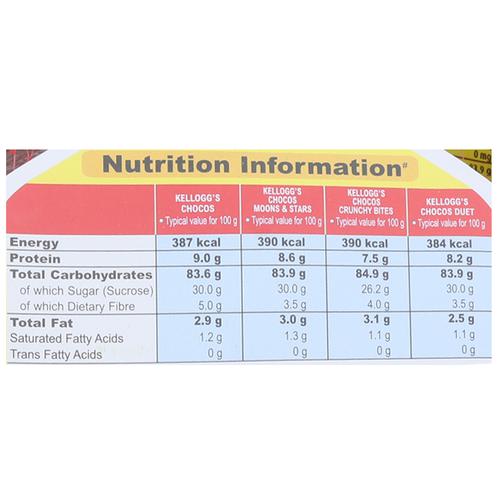 Nutrition Information#
KELLOGG'S CHOCOS • Typical value for 100 g
KELLOGG'S CHOCOS MOONS & STARS • Typical value for 100 g
KELLOGG'S CHOCOS CRUNCHY BITES • Typical value for 100 g
KELLOGG'S CHOCOS DUET • Typical value for 100 g
Energy 387 kcal 390 kcal 390 kcal 384 kcal
Protein 9.0 g 8.6 g 7.5 g 8.2 g
Total Carbohydrates 83.6 g 83.9 g 84.9 g 83.9 g
of which Sugar (Sucrose) 30.0 g 30.0 g 26.2 g 30.0 g
of which Dietary Fibre 5.0 g 3.5 g 4.0 g 3.5 g
Total Fat 2.9 g 3.0 g 3.1 g 2.5 g
Saturated Fatty Acids 1.2 g 1.3 g 1.1 g 1.1 g
Trans Fatty Acids 0 g 0 g 0 g 0 g
0 mg